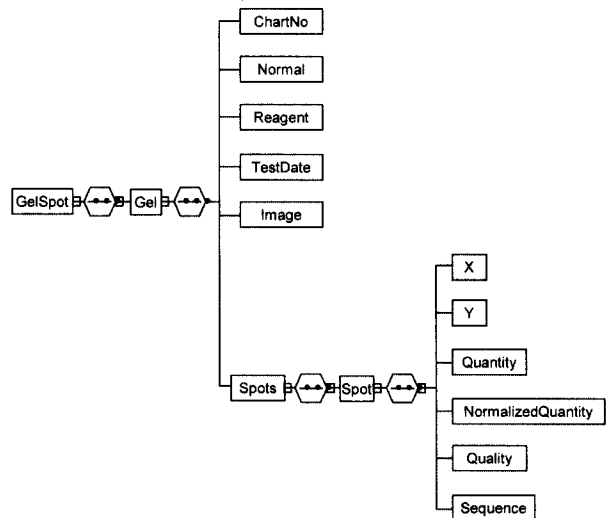 ChartNo
Normal
Reagent
TestDate
GelSpot Gel
Image
X
Y
Quantity
Spots Spot
NormalizedQuantity
Quality
Sequence